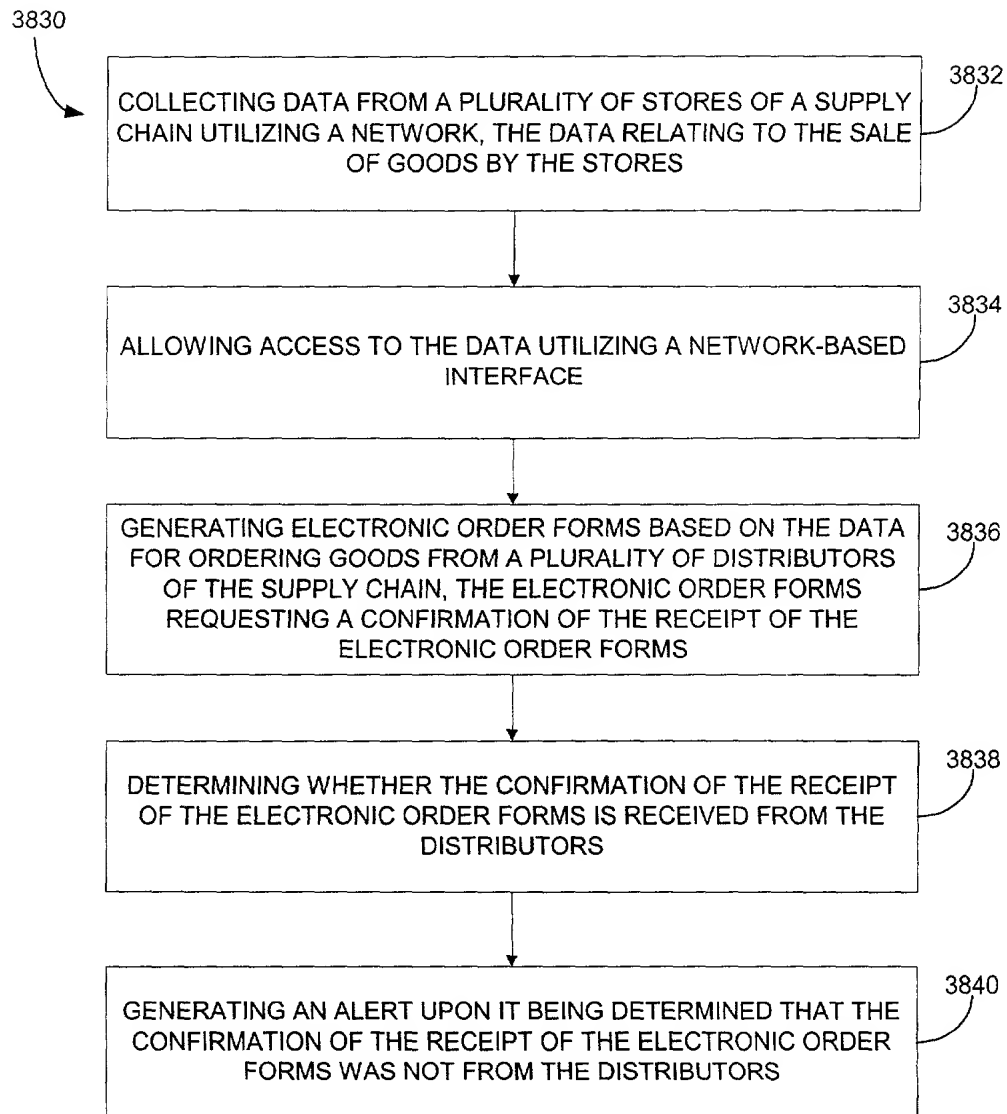 3830
COLLECTING DATA FROM A PLURALITY OF STORES OF A SUPPLY
CHAIN UTILIZING A NETWORK, THE DATA RELATING TO THE SALE
OF GOODS BY THE STORES
3832
ALLOWING ACCESS TO THE DATA UTILIZING A NETWORK-BASED
INTERFACE
3834
GENERATING ELECTRONIC ORDER FORMS BASED ON THE DATA
FOR ORDERING GOODS FROM A PLURALITY OF DISTRIBUTORS
OF THE SUPPLY CHAIN, THE ELECTRONIC ORDER FORMS
REQUESTING A CONFIRMATION OF THE RECEIPT OF THE
ELECTRONIC ORDER FORMS
3836
DETERMINING WHETHER THE CONFIRMATION OF THE RECEIPT
OF THE ELECTRONIC ORDER FORMS IS RECEIVED FROM THE
DISTRIBUTORS
3838
GENERATING AN ALERT UPON IT BEING DETERMINED THAT THE
CONFIRMATION OF THE RECEIPT OF THE ELECTRONIC ORDER
FORMS WAS NOT FROM THE DISTRIBUTORS
3840